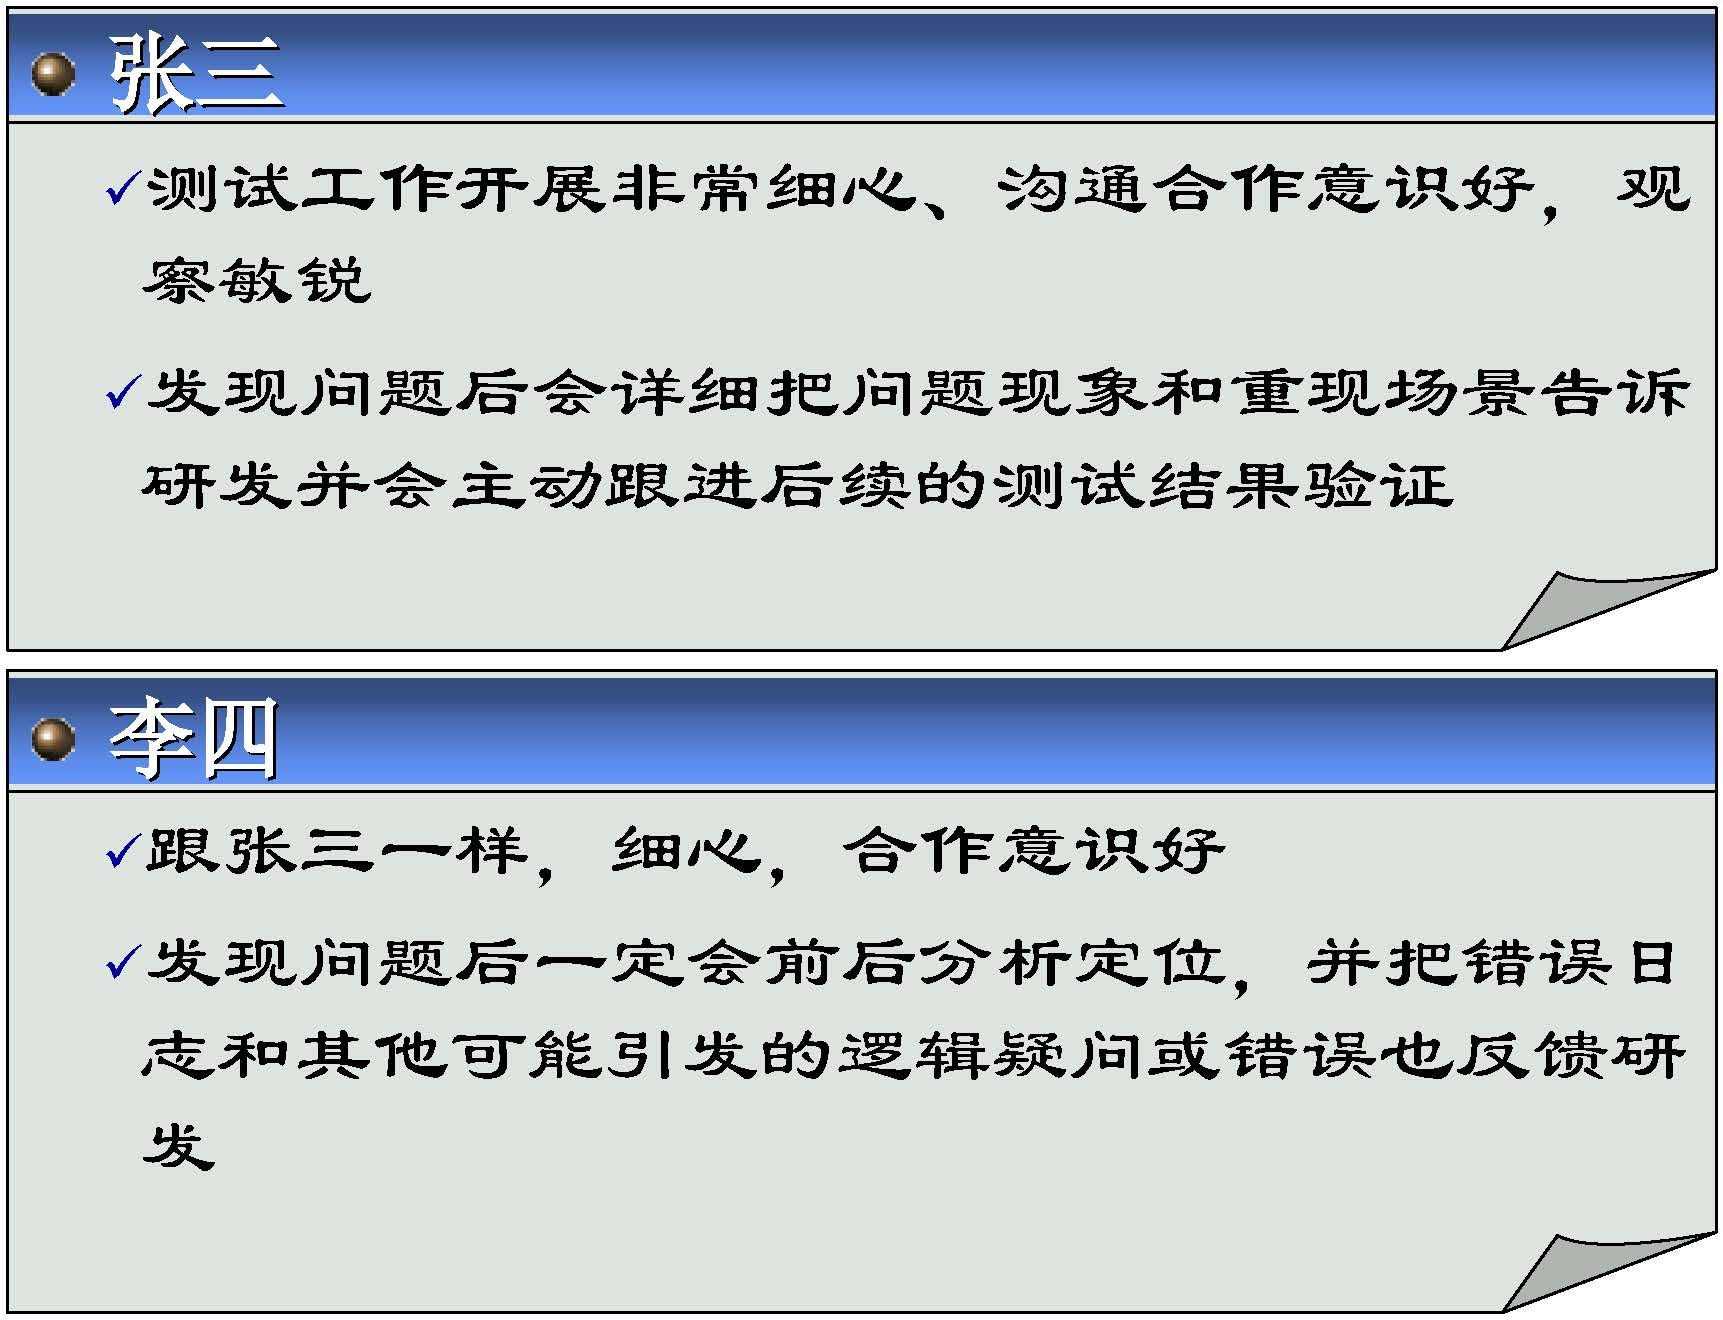 张三
✓测试工作开展非常细心、沟通合作意识好，观
察敏锐
✓发现问题后会详细把问题现象和重现场景告诉
研发并会主动跟进后续的测试结果验证
李四
✓跟张三一样，细心，合作意识好
✓发现问题后一定会前后分析定位，并把错误日
志和其他可能引发的逻辑疑问或错误也反馈研
发